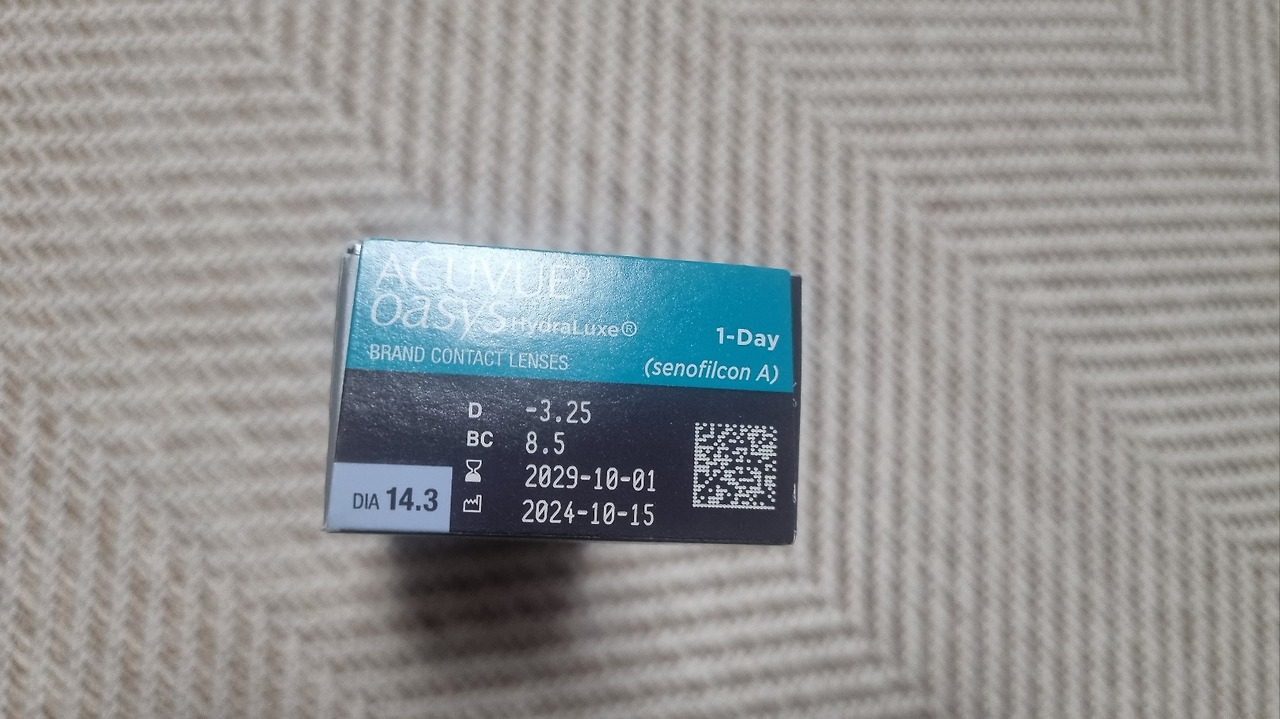 ACUVUE®
oasys HydraLuxe®
1-Day
BRAND CONTACT LENSES
(senofilcon A)
D -3.25
BC 8.5
2029-10-01
DIA 14.3
2024-10-15